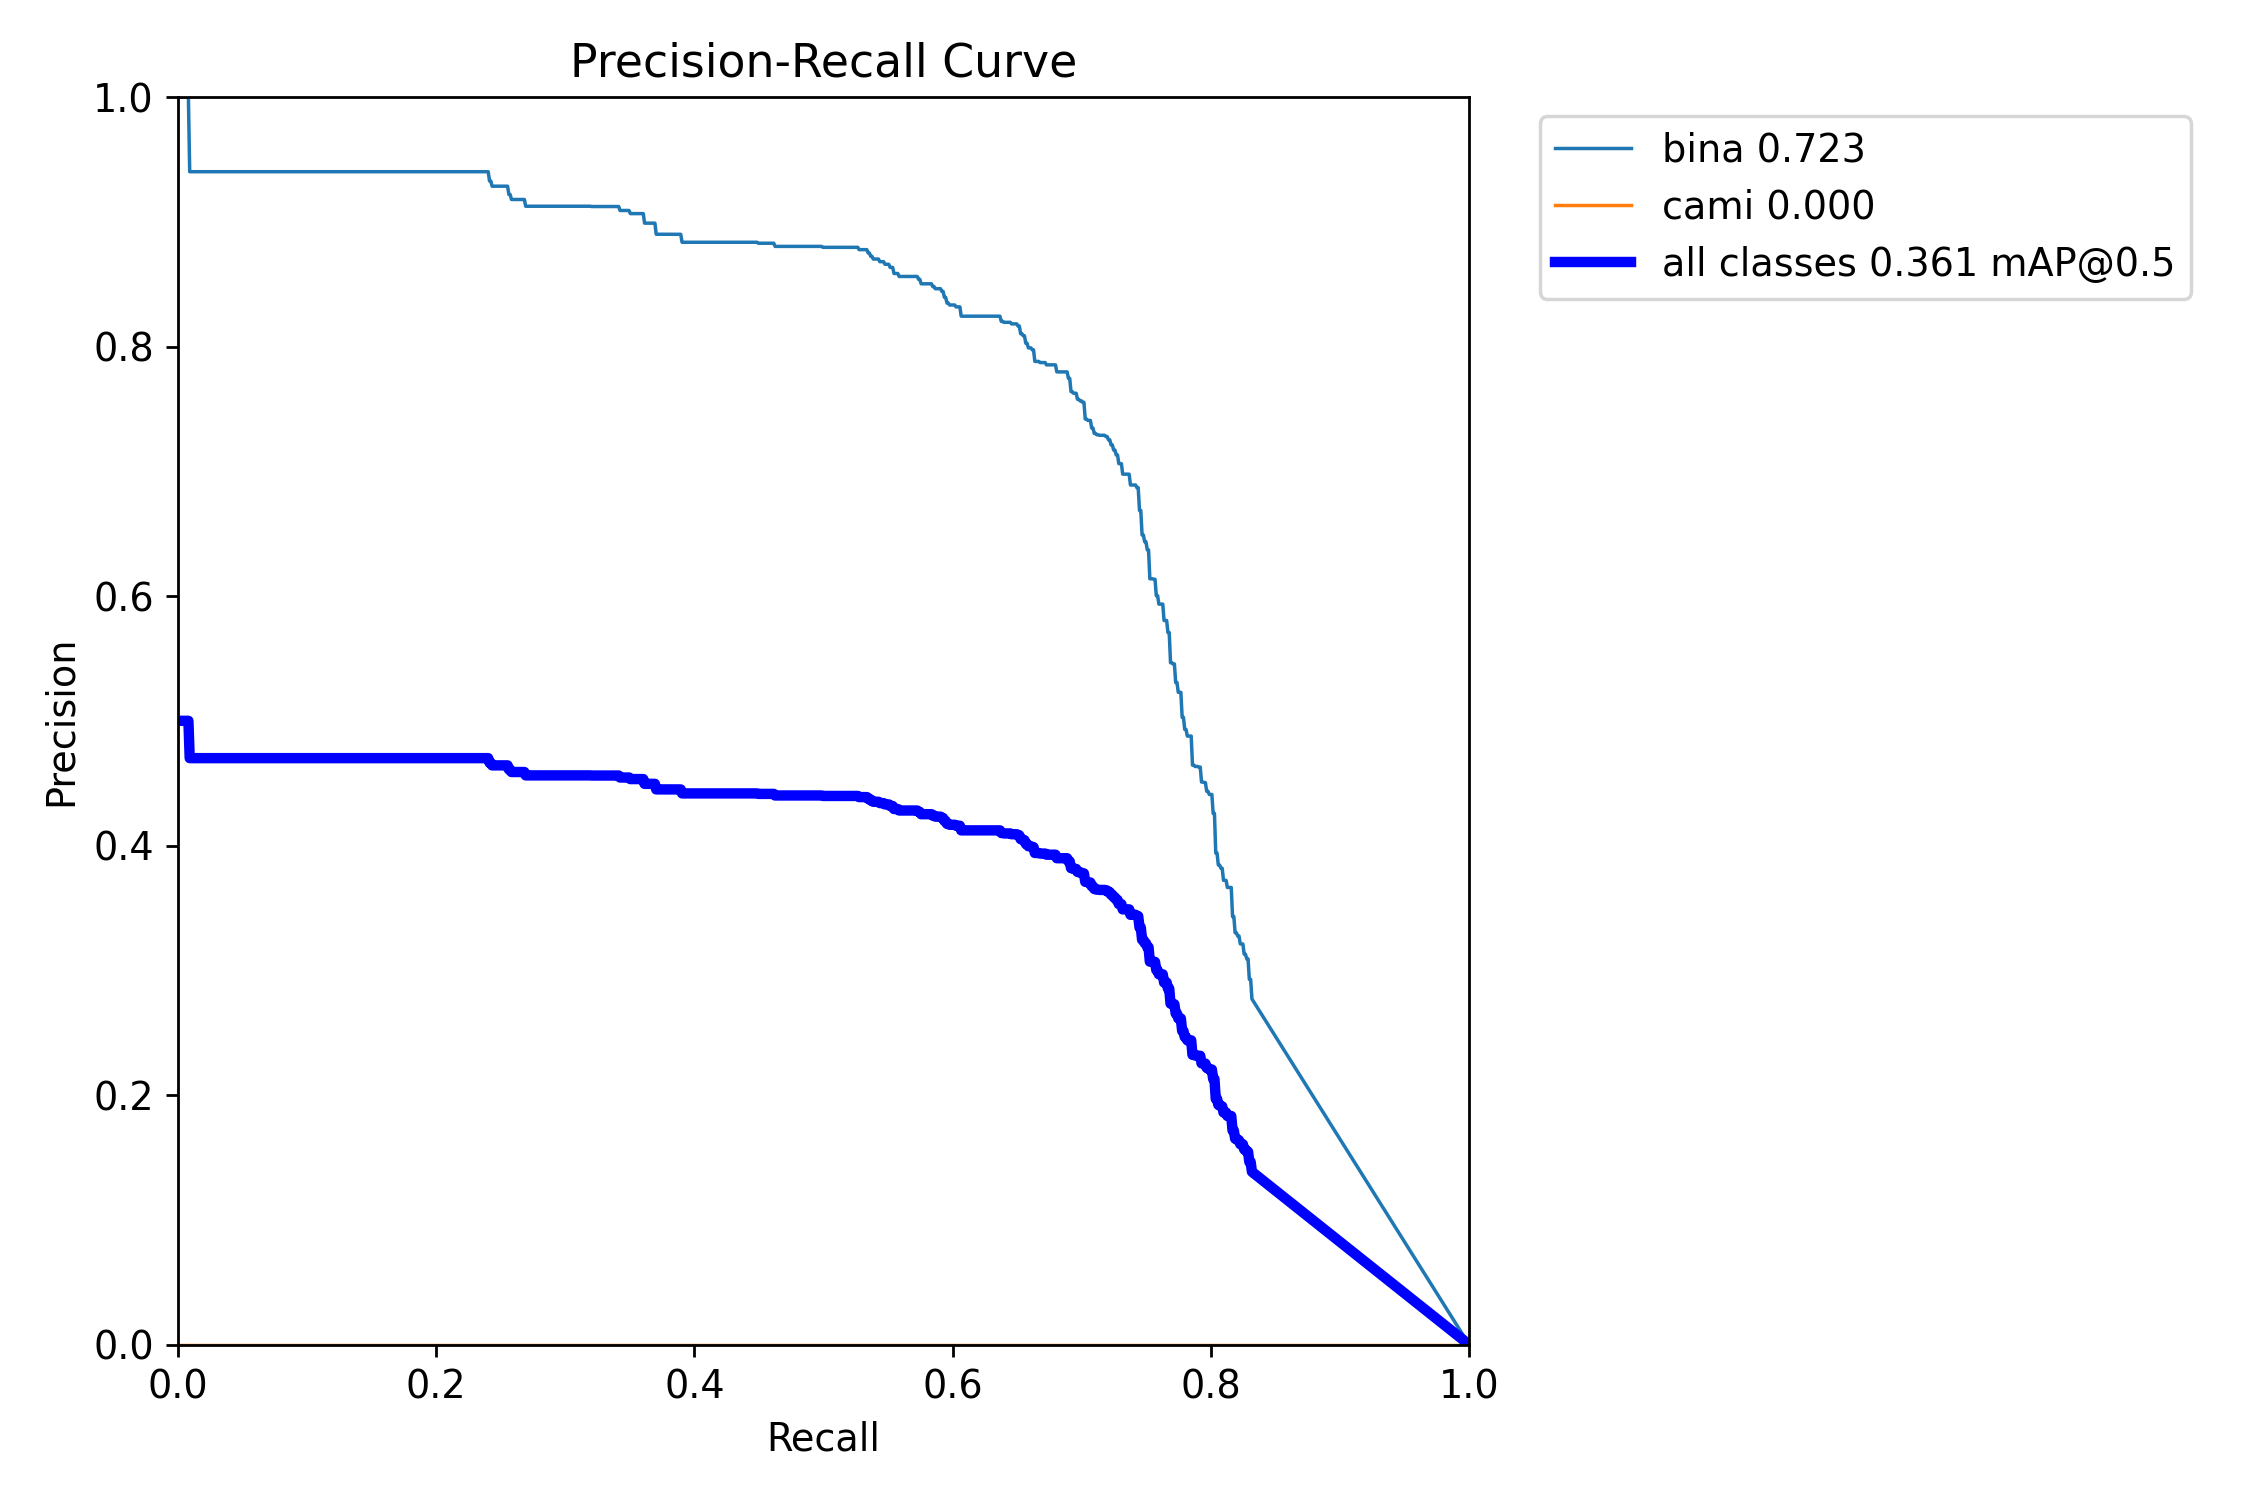 Precision-Recall Curve
1.0
0.8
0.6
0.4
0.2
0.0
Precision
0.0 0.2 0.4 0.6 0.8 1.0
Recall
bina 0.723
cami 0.000
all classes 0.361 mAP@0.5